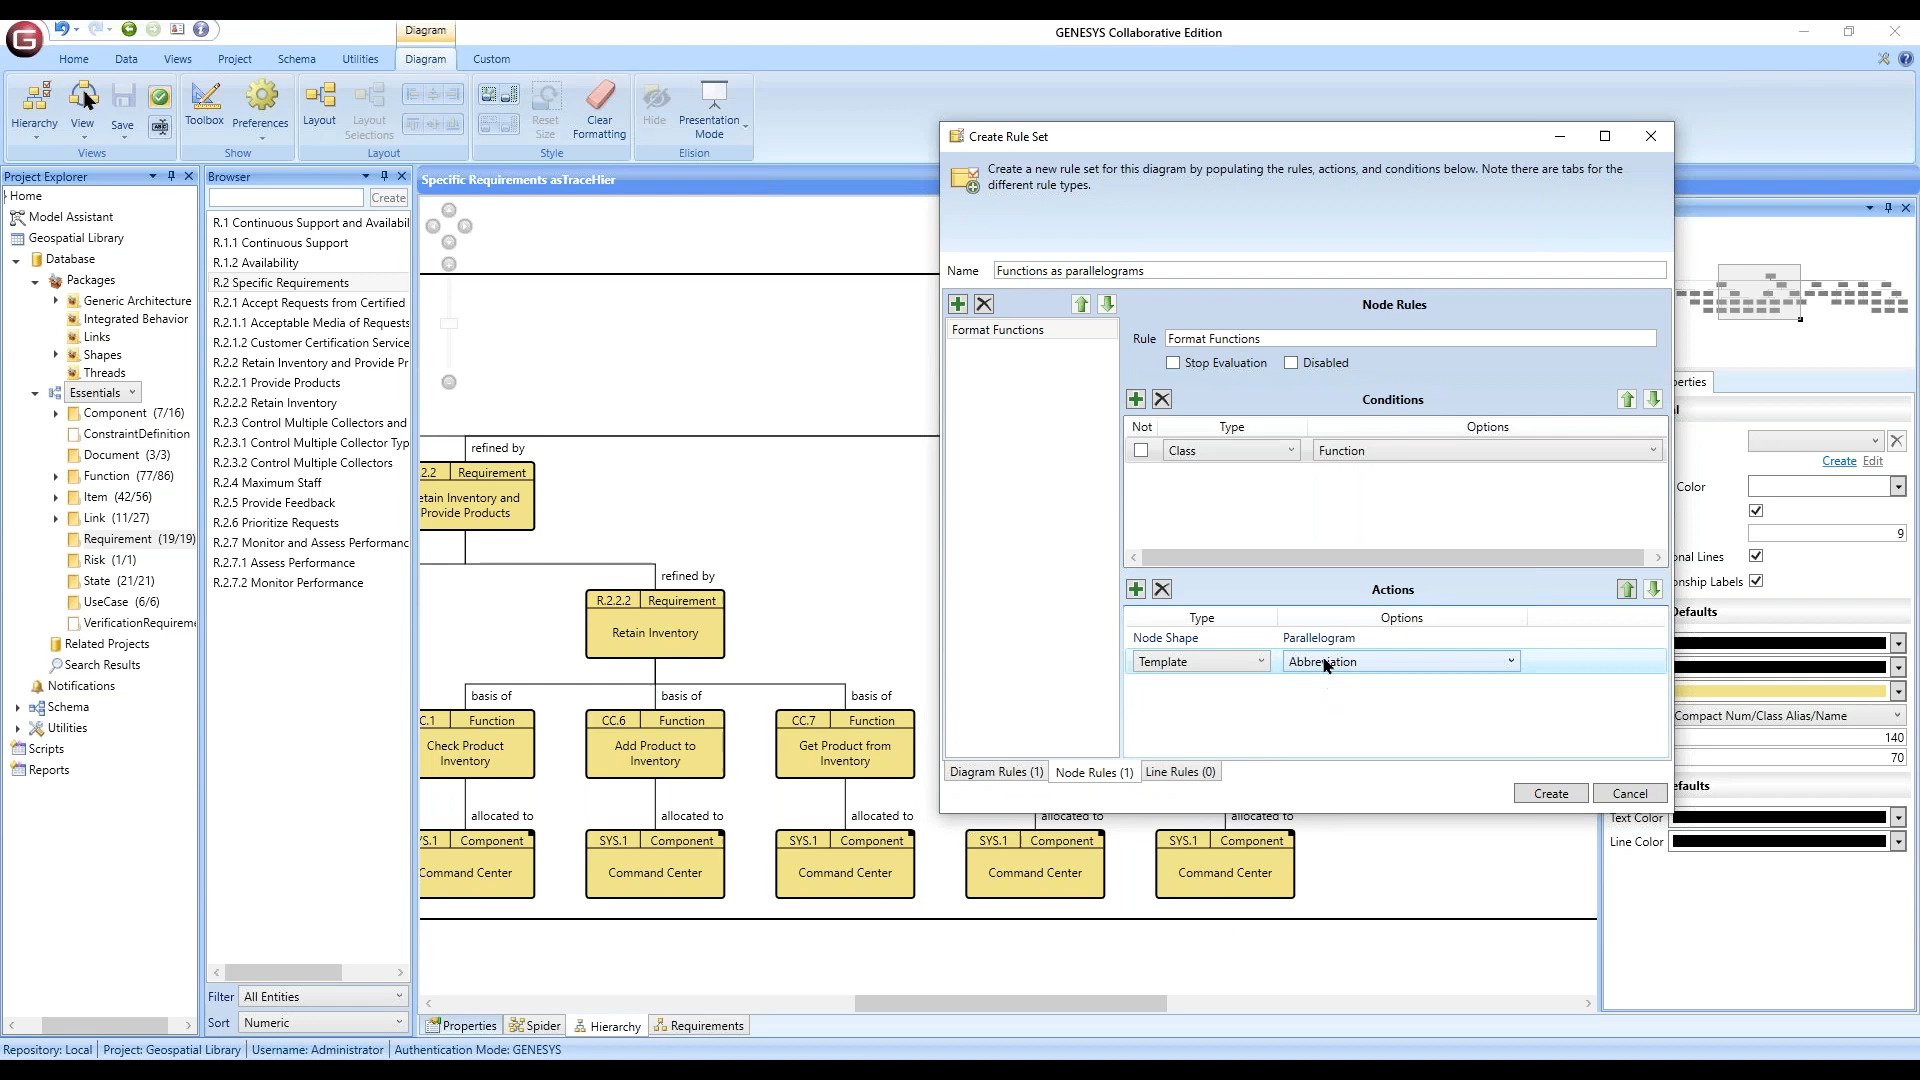 Diagram
GENESYS Collaborative Edition
Home Data Views Project Schema Utilities Diagram Custom
Hierarchy View Save Toolbox Preferences Layout Layout Selections Reset Size Clear Formatting Hide Presentation Mode
Views Show Layout Style Elision
Project Explorer
Home
Model Assistant
Geospatial Library
Database
Packages
Generic Architecture
Integrated Behavior
Links
Shapes
Threads
Essentials
Component (7/16)
ConstraintDefinition
Document (3/3)
Function (77/86)
Item (42/56)
Link (11/27)
Requirement (19/19)
Risk (1/1)
State (21/21)
UseCase (6/6)
VerificationRequireme
Related Projects
Search Results
Notifications
Schema
Utilities
Scripts
Reports
Browser
Create
R.1 Continuous Support and Availabil
R.1.1 Continuous Support
R.1.2 Availability
R.2 Specific Requirements
R.2.1 Accept Requests from Certified
R.2.1.1 Acceptable Media of Requests
R.2.1.2 Customer Certification Service
R.2.2 Retain Inventory and Provide Pr
R.2.2.1 Provide Products
R.2.2.2 Retain Inventory
R.2.3 Control Multiple Collectors and
R.2.3.1 Control Multiple Collector Typ
R.2.3.2 Control Multiple Collectors
R.2.4 Maximum Staff
R.2.5 Provide Feedback
R.2.6 Prioritize Requests
R.2.7 Monitor and Assess Performanc
R.2.7.1 Assess Performance
R.2.7.2 Monitor Performance
Filter All Entities
Sort Numeric
Specific Requirements asTraceHier
refined by
2.2 Requirement
etain Inventory and
Provide Products
refined by
R.2.2.2 Requirement
Retain Inventory
basis of basis of basis of
C.1 Function CC.6 Function CC.7 Function
Check Product Inventory
Add Product to Inventory
Get Product from Inventory
allocated to allocated to allocated to allocated to allocated to
YS.1 Component SYS.1 Component SYS.1 Component SYS.1 Component SYS.1 Component
Command Center Command Center Command Center Command Center Command Center
Properties Spider Hierarchy Requirements
Create Rule Set
Create a new rule set for this diagram by populating the rules, actions, and conditions below. Note there are tabs for the
different rule types.
Name Functions as parallelograms
Format Functions
Node Rules
Rule Format Functions
Stop Evaluation Disabled
Conditions
Not Type Options
Class Function
Actions
Type Options
Node Shape Parallelogram
Template Abbreviation
Diagram Rules (1) Node Rules (1) Line Rules (0)
Create Cancel
erties
l
Create Edit
Color
9
onal Lines
onship Labels
Defaults
Compact Num/Class Alias/Name
140
70
efaults
Text Color
Line Color
Repository: Local Project: Geospatial Library Username: Administrator Authentication Mode: GENESYS